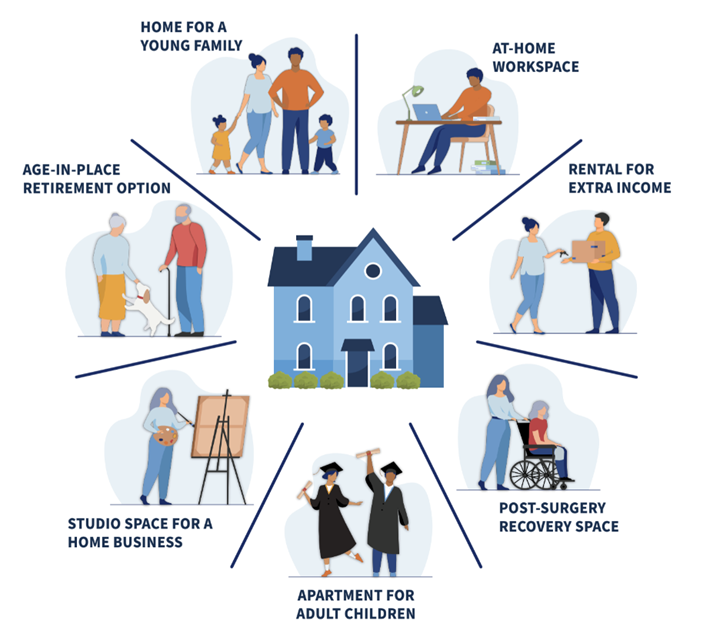 HOME FOR A
YOUNG FAMILY
AT-HOME
WORKSPACE
AGE-IN-PLACE
RETIREMENT OPTION
RENTAL FOR
EXTRA INCOME
STUDIO SPACE FOR A
HOME BUSINESS
POST-SURGERY
RECOVERY SPACE
APARTMENT FOR
ADULT CHILDREN